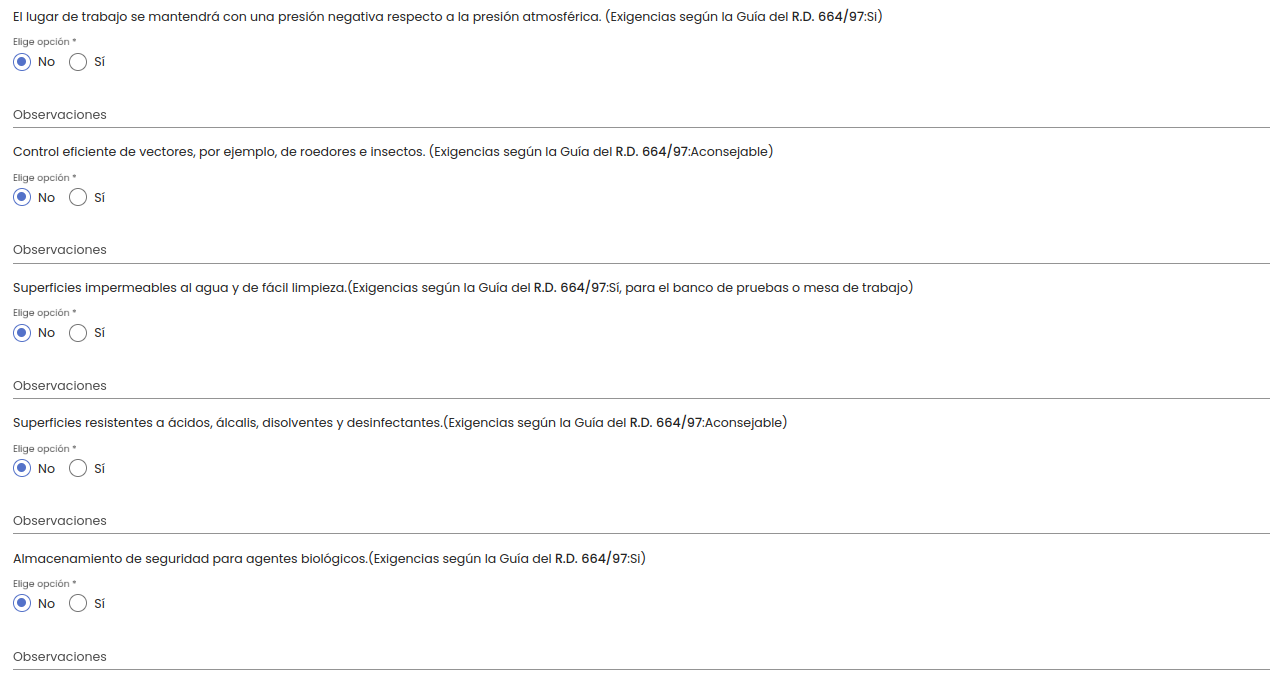 El lugar de trabajo se mantendrá con una presión negativa respecto a la presión atmosférica. (Exigencias según la Guía del R.D. 664/97:Si)
Elige opción *
No Sí
Observaciones
Control eficiente de vectores, por ejemplo, de roedores e insectos. (Exigencias según la Guía del R.D. 664/97:Aconsejable)
Elige opción *
No Sí
Observaciones
Superficies impermeables al agua y de fácil limpieza.(Exigencias según la Guía del R.D. 664/97:Sí, para el banco de pruebas o mesa de trabajo)
Elige opción *
No Sí
Observaciones
Superficies resistentes a ácidos, álcalis, disolventes y desinfectantes.(Exigencias según la Guía del R.D. 664/97:Aconsejable)
Elige opción *
No Sí
Observaciones
Almacenamiento de seguridad para agentes biológicos.(Exigencias según la Guía del R.D. 664/97:Si)
Elige opción *
No Sí
Observaciones